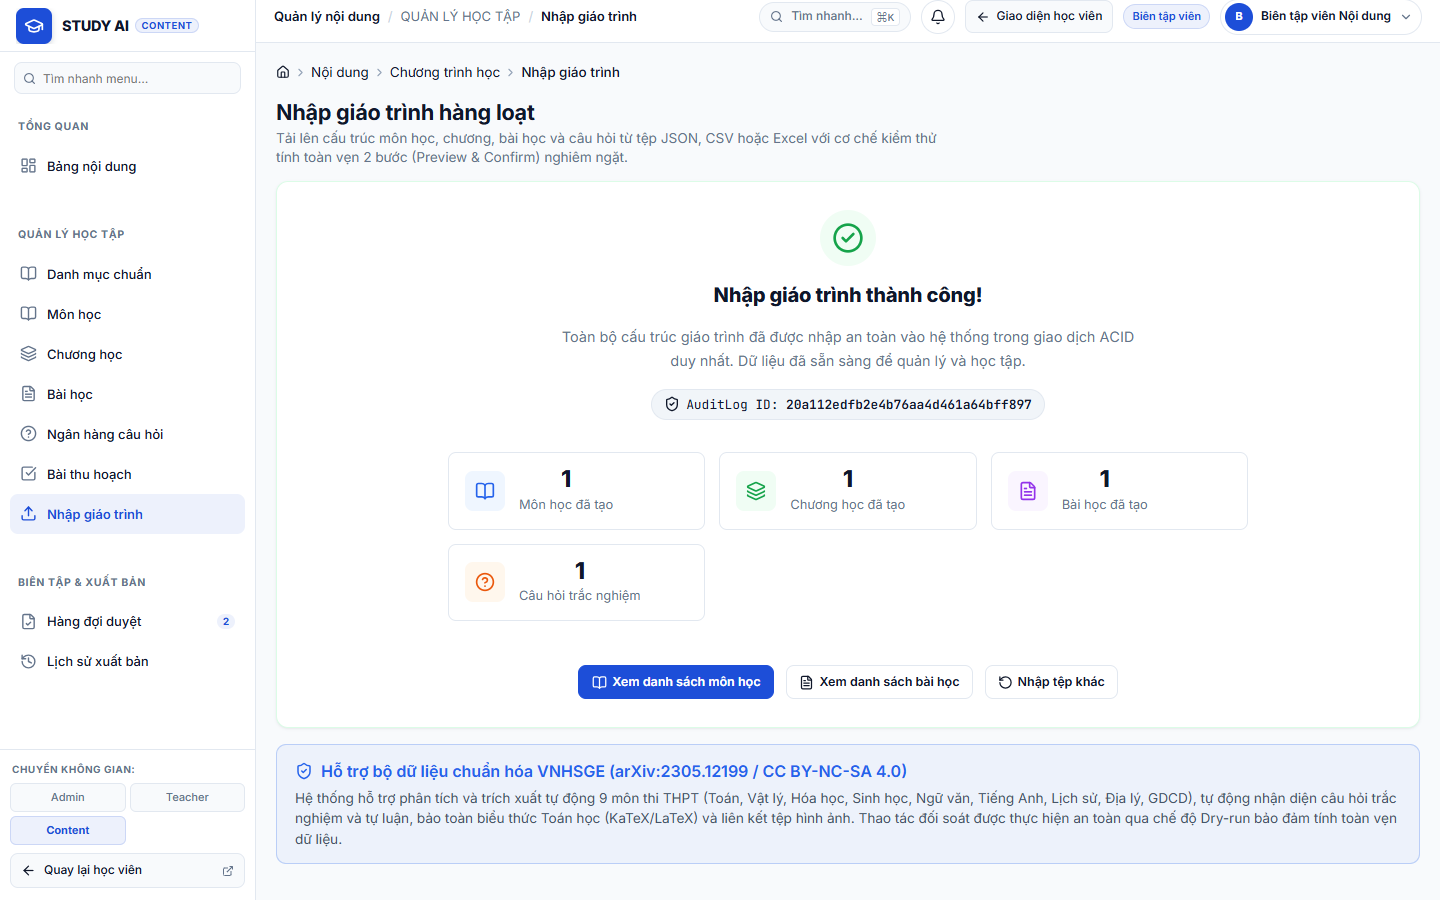 STUDY AI CONTENT
Tìm nhanh menu...
TỔNG QUAN
Bảng nội dung
QUẢN LÝ HỌC TẬP
Danh mục chuẩn
Môn học
Chương học
Bài học
Ngân hàng câu hỏi
Bài thu hoạch
Nhập giáo trình
BIÊN TẬP & XUẤT BẢN
Hàng đợi duyệt 2
Lịch sử xuất bản
CHUYỂN KHÔNG GIAN:
Admin Teacher
Content
Quay lại học viên
Quản lý nội dung / QUẢN LÝ HỌC TẬP / Nhập giáo trình
Tìm nhanh... ⌘K
Giao diện học viên
Biên tập viên
B Biên tập viên Nội dung
Nội dung > Chương trình học > Nhập giáo trình
Nhập giáo trình hàng loạt
Tải lên cấu trúc môn học, chương, bài học và câu hỏi từ tệp JSON, CSV hoặc Excel với cơ chế kiểm thử
tính toàn vẹn 2 bước (Preview & Confirm) nghiêm ngặt.
Nhập giáo trình thành công!
Toàn bộ cấu trúc giáo trình đã được nhập an toàn vào hệ thống trong giao dịch ACID
duy nhất. Dữ liệu đã sẵn sàng để quản lý và học tập.
AuditLog ID: 20a112edfb2e4b76aa4d461a64bff897
1
Môn học đã tạo
1
Chương học đã tạo
1
Bài học đã tạo
1
Câu hỏi trắc nghiệm
Xem danh sách môn học
Xem danh sách bài học
Nhập tệp khác
Hỗ trợ bộ dữ liệu chuẩn hóa VNHSGE (arXiv:2305.12199 / CC BY-NC-SA 4.0)
Hệ thống hỗ trợ phân tích và trích xuất tự động 9 môn thi THPT (Toán, Vật lý, Hóa học, Sinh học, Ngữ văn, Tiếng Anh, Lịch sử, Địa lý, GDCD), tự động nhận diện câu hỏi trắc
nghiệm và tự luận, bảo toàn biểu thức Toán học (KaTeX/LaTeX) và liên kết tệp hình ảnh. Thao tác đối soát được thực hiện an toàn qua chế độ Dry-run bảo đảm tính toàn vẹn
dữ liệu.